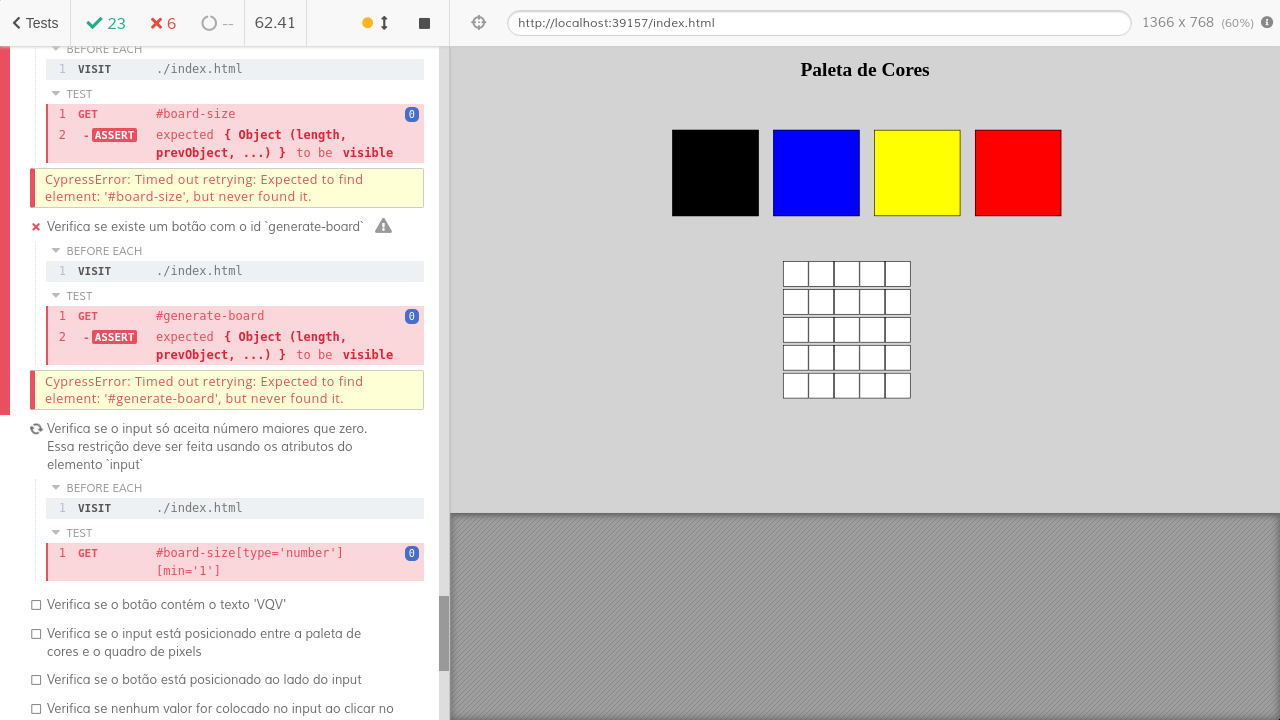 Tests
23
6
--
62.41
http://localhost:39157/index.html
1366 x 768 (60%)
BEFORE EACH
1 VISIT ./index.html
TEST
1 GET #board-size 0
2 -ASSERT expected { Object (length,
prevObject, ...) } to be visible
CypressError: Timed out retrying: Expected to find
element: '#board-size', but never found it.
Verifica se existe um botão com o id `generate-board`
BEFORE EACH
1 VISIT ./index.html
TEST
1 GET #generate-board 0
2 -ASSERT expected { Object (length,
prevObject, ...) } to be visible
CypressError: Timed out retrying: Expected to find
element: '#generate-board', but never found it.
Verifica se o input só aceita número maiores que zero.
Essa restrição deve ser feita usando os atributos do
elemento `input`
BEFORE EACH
1 VISIT ./index.html
TEST
1 GET #board-size[type='number'] 0
[min='1']
Verifica se o botão contém o texto 'VQV'
Verifica se o input está posicionado entre a paleta de
cores e o quadro de pixels
Verifica se o botão está posicionado ao lado do input
Verifica se nenhum valor for colocado no input ao clicar no
Paleta de Cores